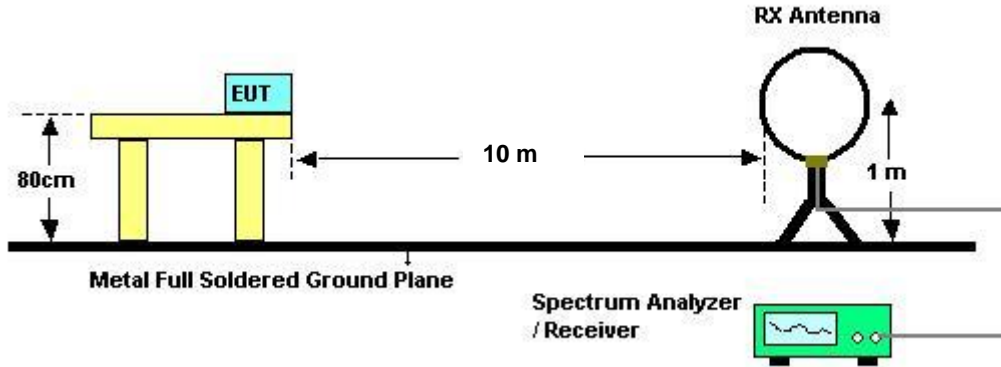 RX Antenna
EUT
10 m
80cm
1 m
Metal Full Soldered Ground Plane
Spectrum Analyzer
/ Receiver